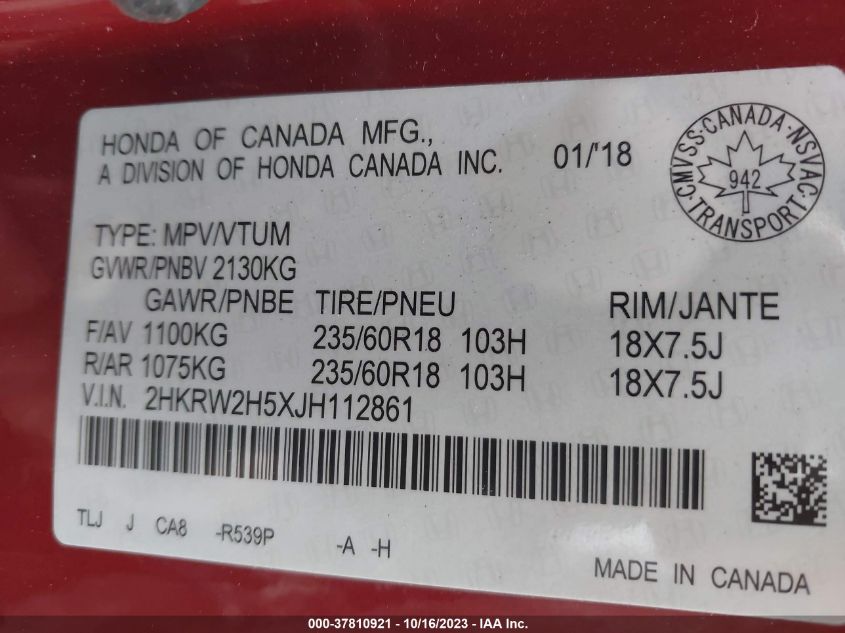 HONDA OF CANADA MFG.,
A DIVISION OF HONDA CANADA INC. 01/'18
CMVSS·CANADA·NSVAC·
942
TRANSPORT
TYPE: MPV/VTUM
GVWR/PNBV 2130KG
GAWR/PNBE TIRE/PNEU RIM/JANTE
F/AV 1100KG 235/60R18 103H 18X7.5J
R/AR 1075KG 235/60R18 103H 18X7.5J
V.I.N. 2HKRW2H5XJH112861
TLJ J CA8 -R539P -A -H
MADE IN CANADA
000-37810921 - 10/16/2023 - IAA Inc.